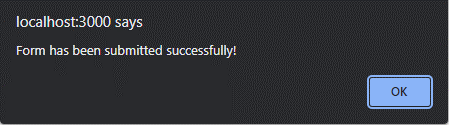 localhost:3000 says
Form has been submitted successfully!
OK